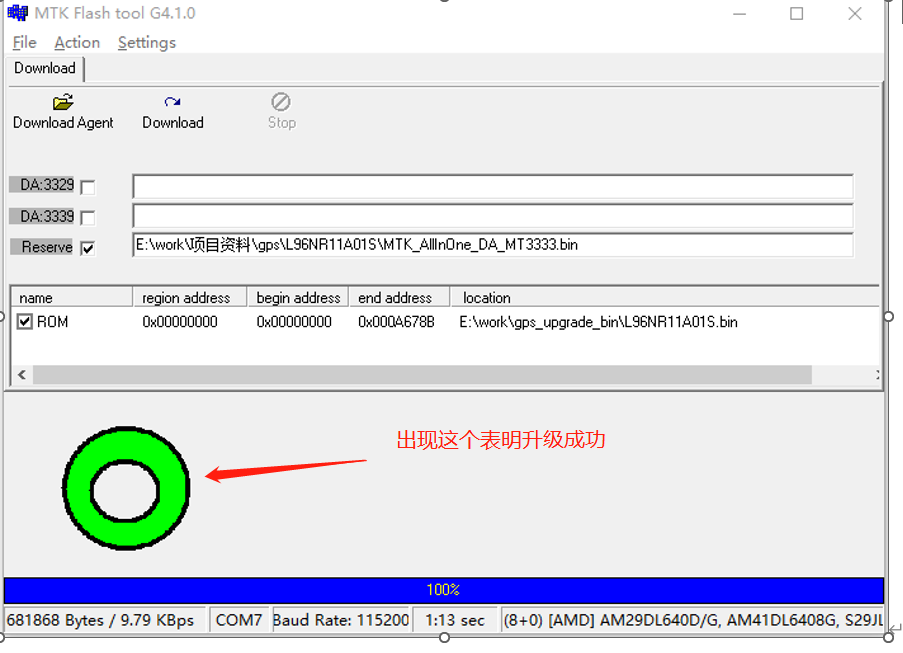 MTK Flash tool G4.1.0
File Action Settings
Download
Download Agent Download Stop
DA:3329
DA:3339
Reserve E:\work\项目资料\gps\L96NR11A01S\MTK_AllInOne_DA_MT3333.bin
name region address begin address end address location
ROM 0x00000000 0x00000000 0x000A678B E:\work\gps_upgrade_bin\L96NR11A01S.bin
出现这个表明升级成功
100%
681868 Bytes / 9.79 KBps COM7 Baud Rate: 115200 1:13 sec (8+0) [AMD] AM29DL640D/G, AM41DL6408G, S29JL